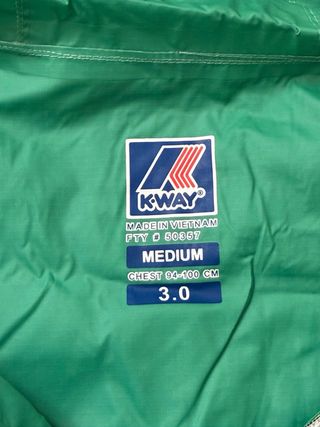 K-WAY®
MADE IN VIETNAM
FTY # 50357
MEDIUM
CHEST 94-100 CM
3.0